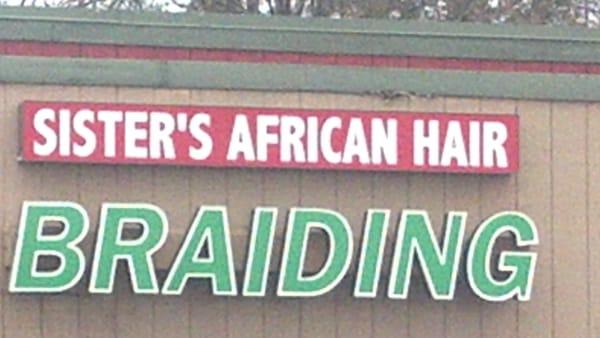 SISTER'S AFRICAN HAIR
BRAIDING